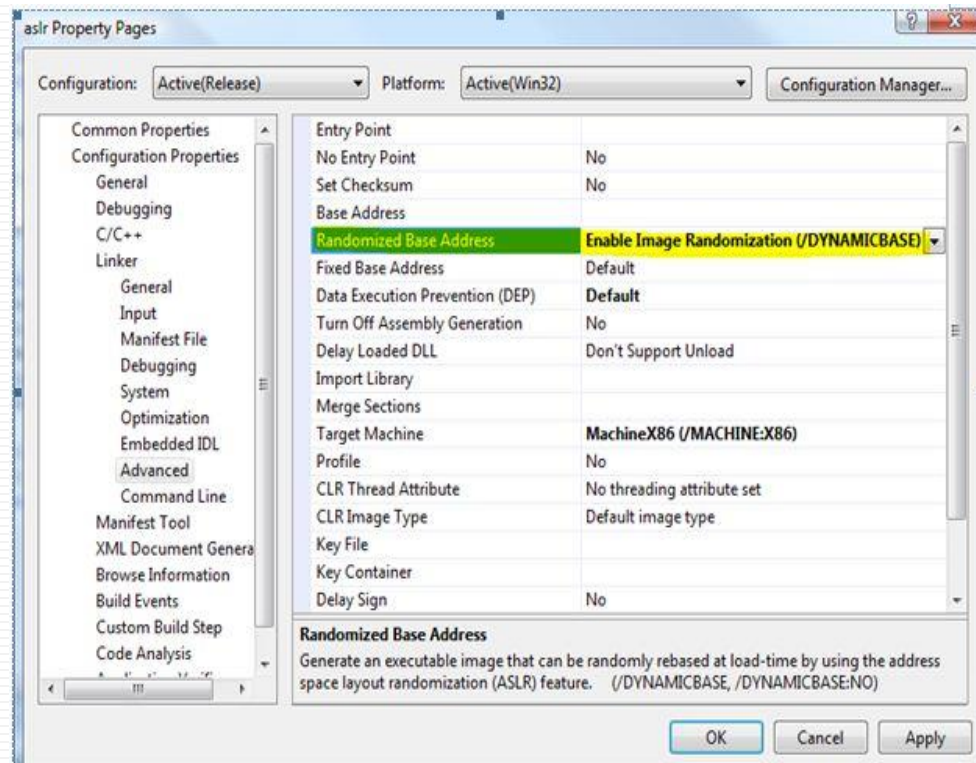 aslr Property Pages
Configuration: Active(Release) Platform: Active(Win32) Configuration Manager...
Common Properties
Configuration Properties
General
Debugging
C/C++
Linker
General
Input
Manifest File
Debugging
System
Optimization
Embedded IDL
Advanced
Command Line
Manifest Tool
XML Document Genera
Browse Information
Build Events
Custom Build Step
Code Analysis
Entry Point
No Entry Point No
Set Checksum No
Base Address
Randomized Base Address Enable Image Randomization (/DYNAMICBASE)
Fixed Base Address Default
Data Execution Prevention (DEP) Default
Turn Off Assembly Generation No
Delay Loaded DLL Don't Support Unload
Import Library
Merge Sections
Target Machine MachineX86 (/MACHINE:X86)
Profile No
CLR Thread Attribute No threading attribute set
CLR Image Type Default image type
Key File
Key Container
Delay Sign No
Randomized Base Address
Generate an executable image that can be randomly rebased at load-time by using the address
space layout randomization (ASLR) feature. (/DYNAMICBASE, /DYNAMICBASE:NO)
OK Cancel Apply